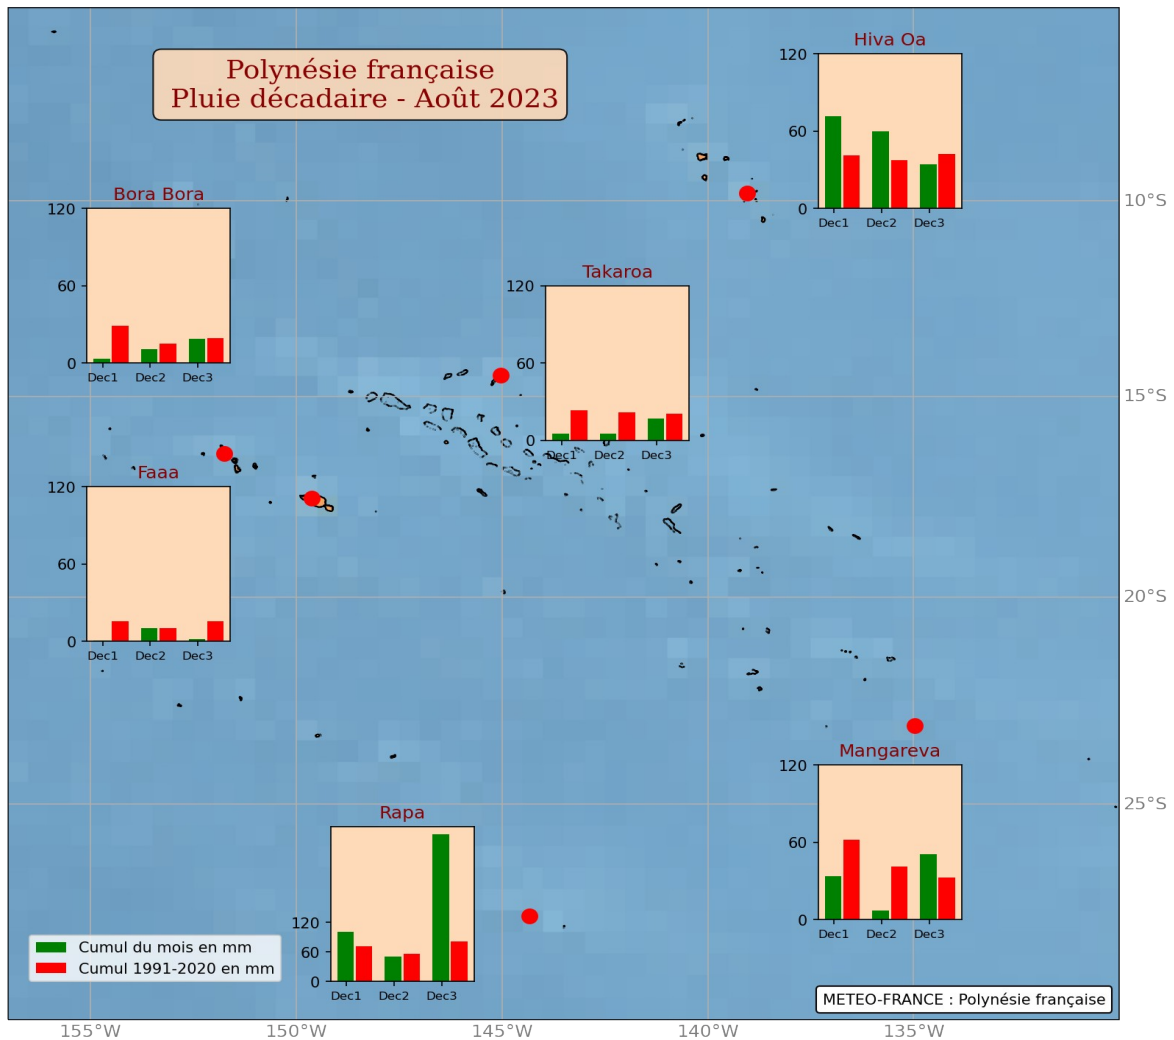 Polynésie française
Pluie décadaire - Août 2023
Hiva Oa
120
60
0
Dec1 Dec2 Dec3
Bora Bora
120
60
0
Dec1 Dec2 Dec3
Takaroa
120
60
0
Dec1 Dec2 Dec3
Faaa
120
60
0
Dec1 Dec2 Dec3
Mangareva
120
60
0
Dec1 Dec2 Dec3
Rapa
120
60
0
Dec1 Dec2 Dec3
10°S
15°S
20°S
25°S
Cumul du mois en mm
Cumul 1991-2020 en mm
METEO-FRANCE : Polynésie française
155°W 150°W 145°W 140°W 135°W